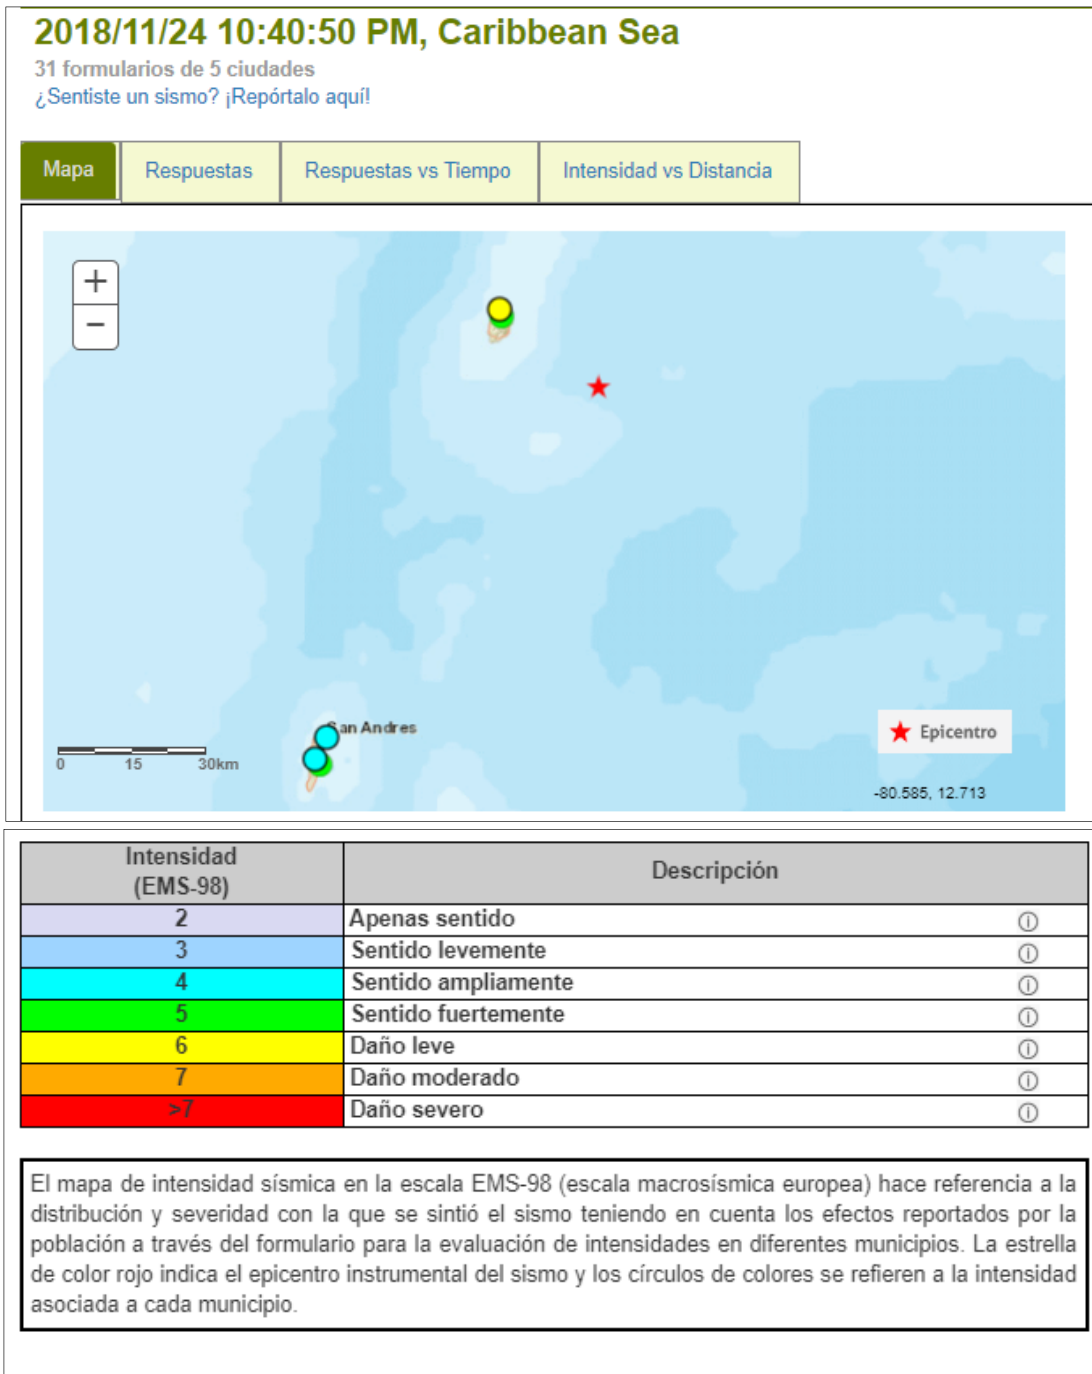 2018/11/24 10:40:50 PM, Caribbean Sea
31 formularios de 5 ciudades
¿Sentiste un sismo? ¡Repórtalo aquí!
Mapa Respuestas Respuestas vs Tiempo Intensidad vs Distancia
+
−
San Andres
0 15 30km
Epicentro
-80.585, 12.713
Intensidad
(EMS-98)
Descripción
2 Apenas sentido
3 Sentido levemente
4 Sentido ampliamente
5 Sentido fuertemente
6 Daño leve
7 Daño moderado
>7 Daño severo
El mapa de intensidad sísmica en la escala EMS-98 (escala macrosísmica europea) hace referencia a la
distribución y severidad con la que se sintió el sismo teniendo en cuenta los efectos reportados por la
población a través del formulario para la evaluación de intensidades en diferentes municipios. La estrella
de color rojo indica el epicentro instrumental del sismo y los círculos de colores se refieren a la intensidad
asociada a cada municipio.